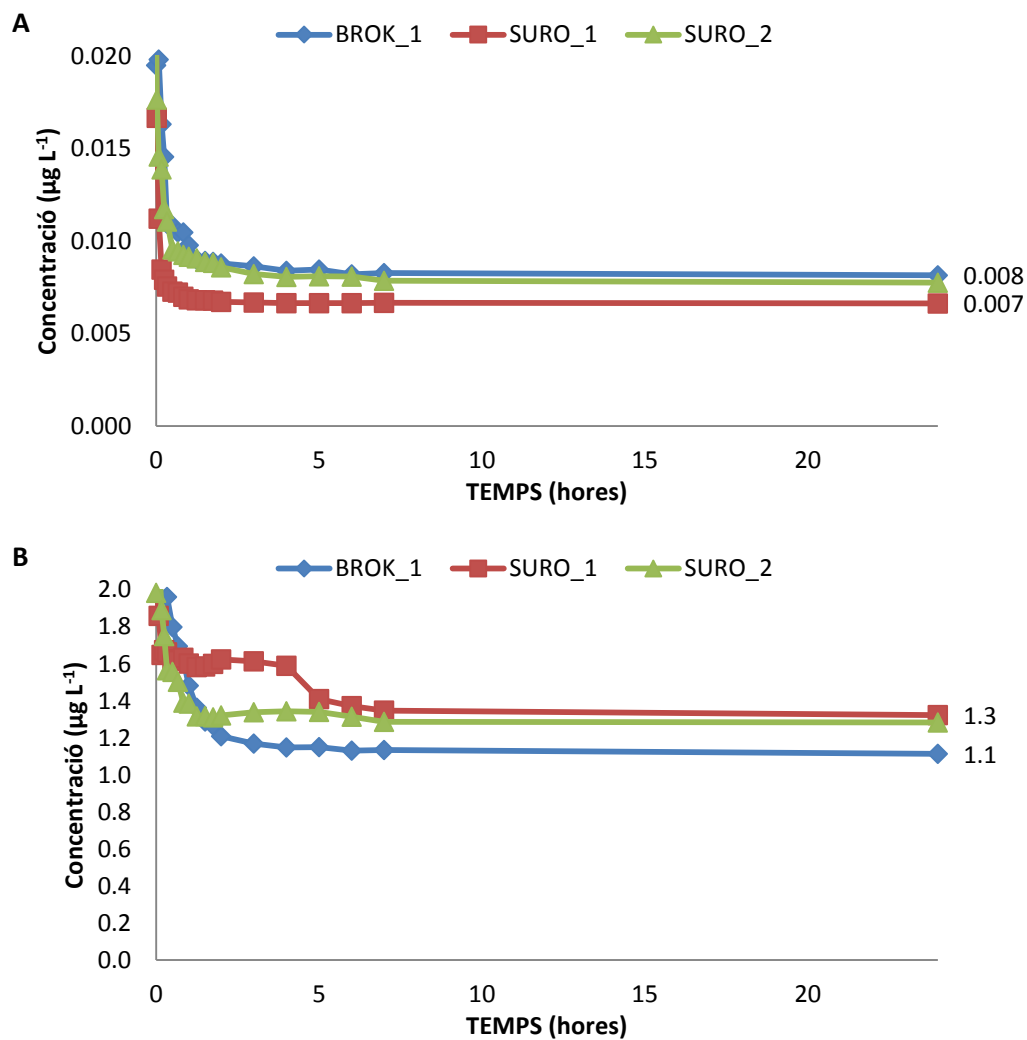 A
BROK_1 SURO_1 SURO_2
0.020
0.015
0.010
0.005
0.000
Concentració (µg L-1)
0.008
0.007
0 5 10 15 20
TEMPS (hores)
B
BROK_1 SURO_1 SURO_2
2.0
1.8
1.6
1.4
1.2
1.0
0.8
0.6
0.4
0.2
0.0
Concentració (µg L-1)
1.3
1.1
0 5 10 15 20
TEMPS (hores)